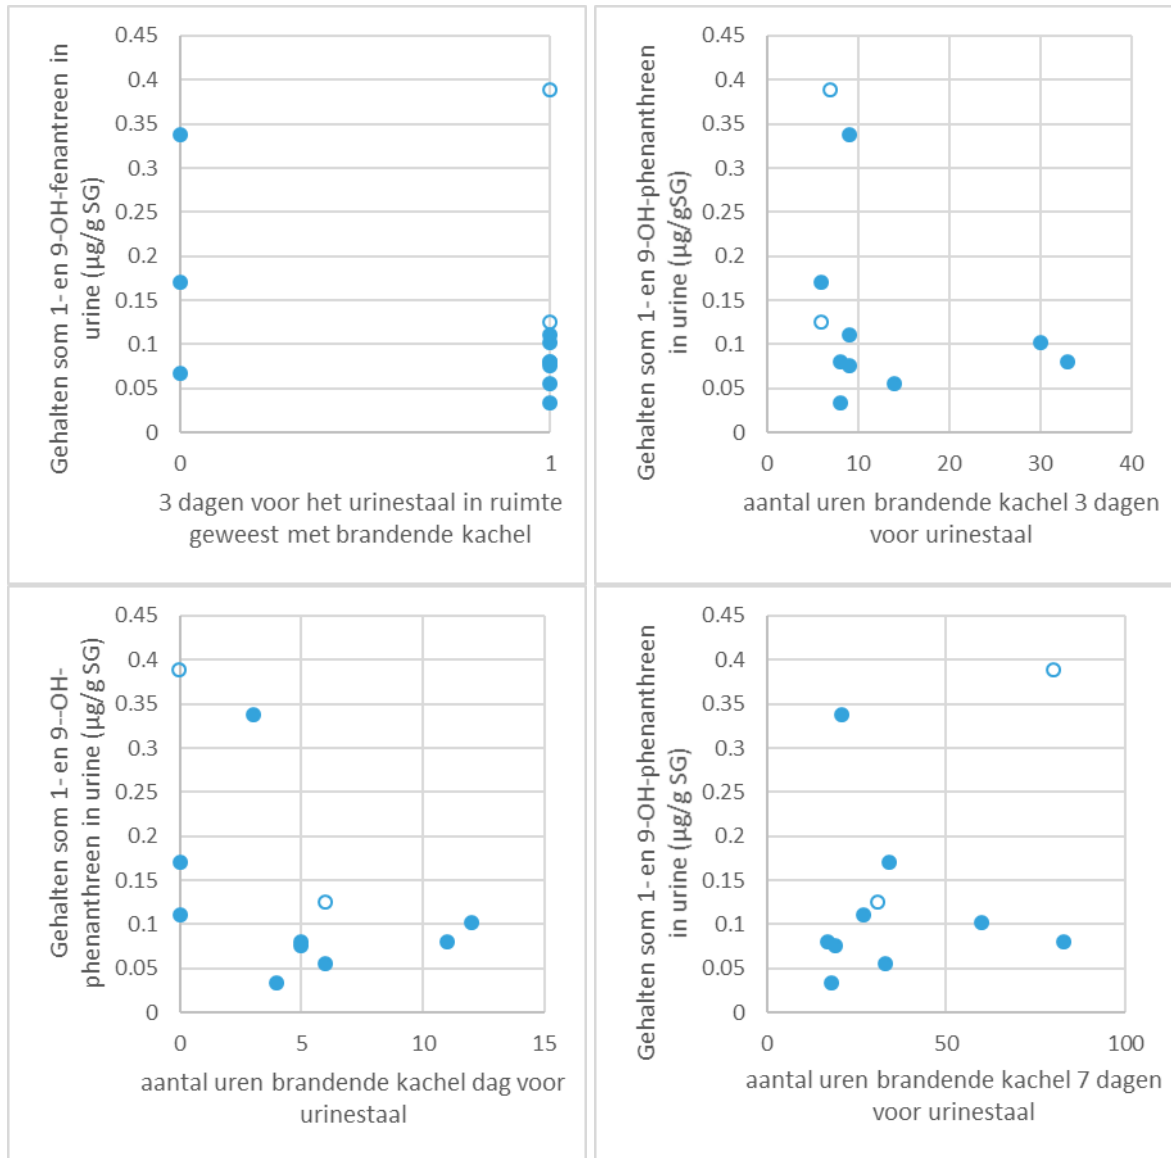 Gehalten som 1- en 9-OH-fenantreen in
urine (µg/g SG)
0.45
0.4
0.35
0.3
0.25
0.2
0.15
0.1
0.05
0
0 1
3 dagen voor het urinestaal in ruimte
geweest met brandende kachel
Gehalten som 1- en 9-OH-phenanthreen
in urine (µg/gSG)
0.45
0.4
0.35
0.3
0.25
0.2
0.15
0.1
0.05
0
0 10 20 30 40
aantal uren brandende kachel 3 dagen
voor urinestaal
Gehalten som 1- en 9--OH-
phenanthreen in urine (µg/g SG)
0.45
0.4
0.35
0.3
0.25
0.2
0.15
0.1
0.05
0
0 5 10 15
aantal uren brandende kachel dag voor
urinestaal
Gehalten som 1- en 9-OH-phenanthreen
in urine (µg/g SG)
0.45
0.4
0.35
0.3
0.25
0.2
0.15
0.1
0.05
0
0 50 100
aantal uren brandende kachel 7 dagen
voor urinestaal